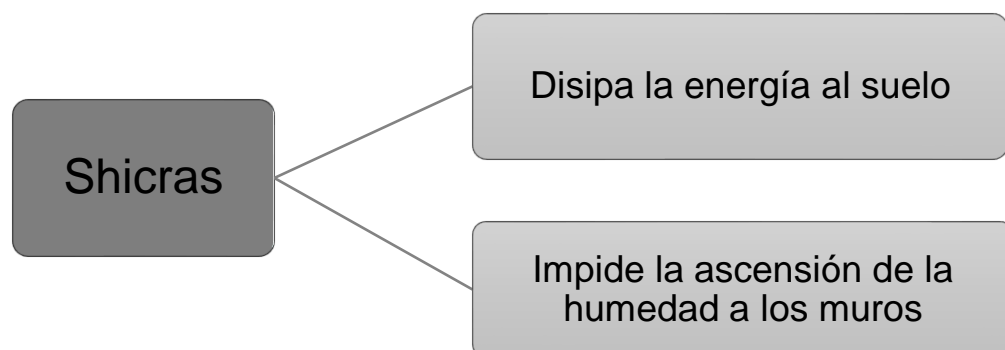 Shicras
Disipa la energía al suelo
Impide la ascensión de la
humedad a los muros